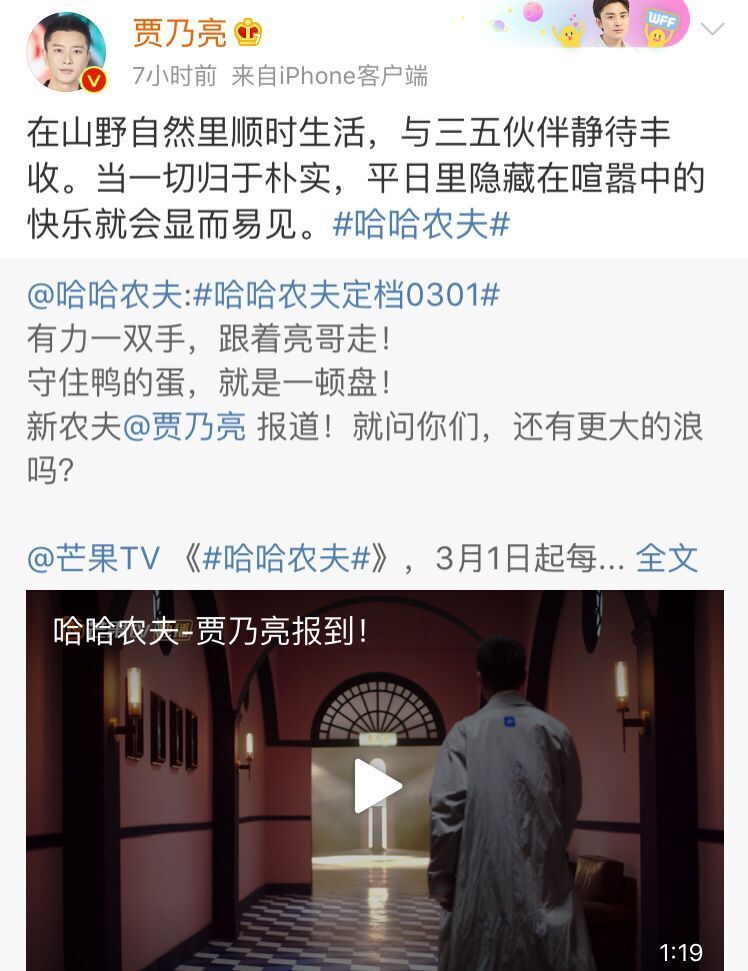 贾乃亮
WFF
7小时前 来自iPhone客户端
在山野自然里顺时生活，与三五伙伴静待丰
收。当一切归于朴实，平日里隐藏在喧嚣中的
快乐就会显而易见。#哈哈农夫#
@哈哈农夫:#哈哈农夫定档0301#
有力一双手，跟着亮哥走！
守住鸭的蛋，就是一顿盘！
新农夫@贾乃亮 报道！就问你们，还有更大的浪
吗？
@芒果TV 《#哈哈农夫#》，3月1日起每... 全文
哈哈农夫-贾乃亮报到！
1:19